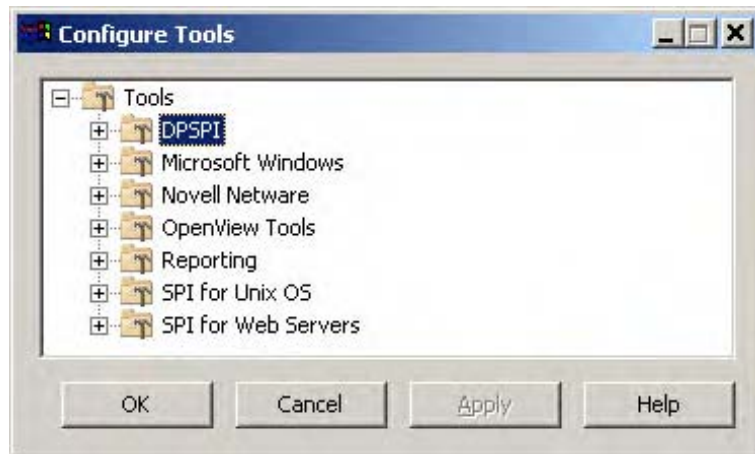 Configure Tools
Tools
DPSPI
Microsoft Windows
Novell Netware
OpenView Tools
Reporting
SPI for Unix OS
SPI for Web Servers
OK Cancel Apply Help